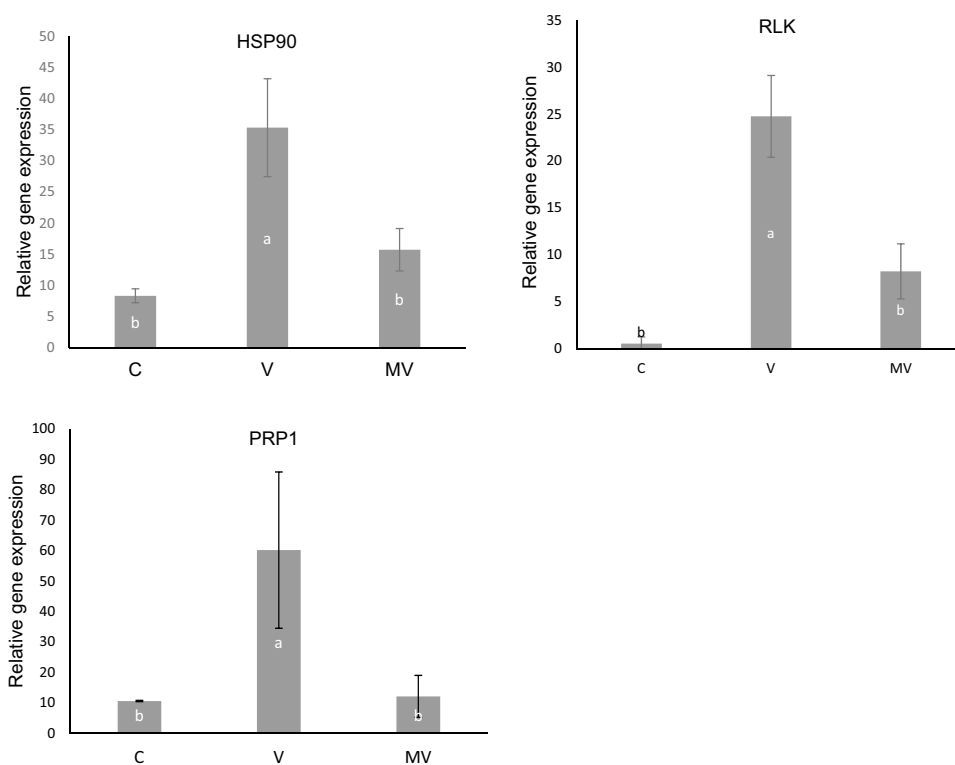 HSP90
Relative gene expression
50
45
40
35
30
25
20
15
10
5
0
b
a
b
C
V
MV
RLK
Relative gene expression
35
30
25
20
15
10
5
0
b
a
b
C
V
MV
PRP1
Relative gene expression
100
90
80
70
60
50
40
30
20
10
0
b
a
b
C
V
MV